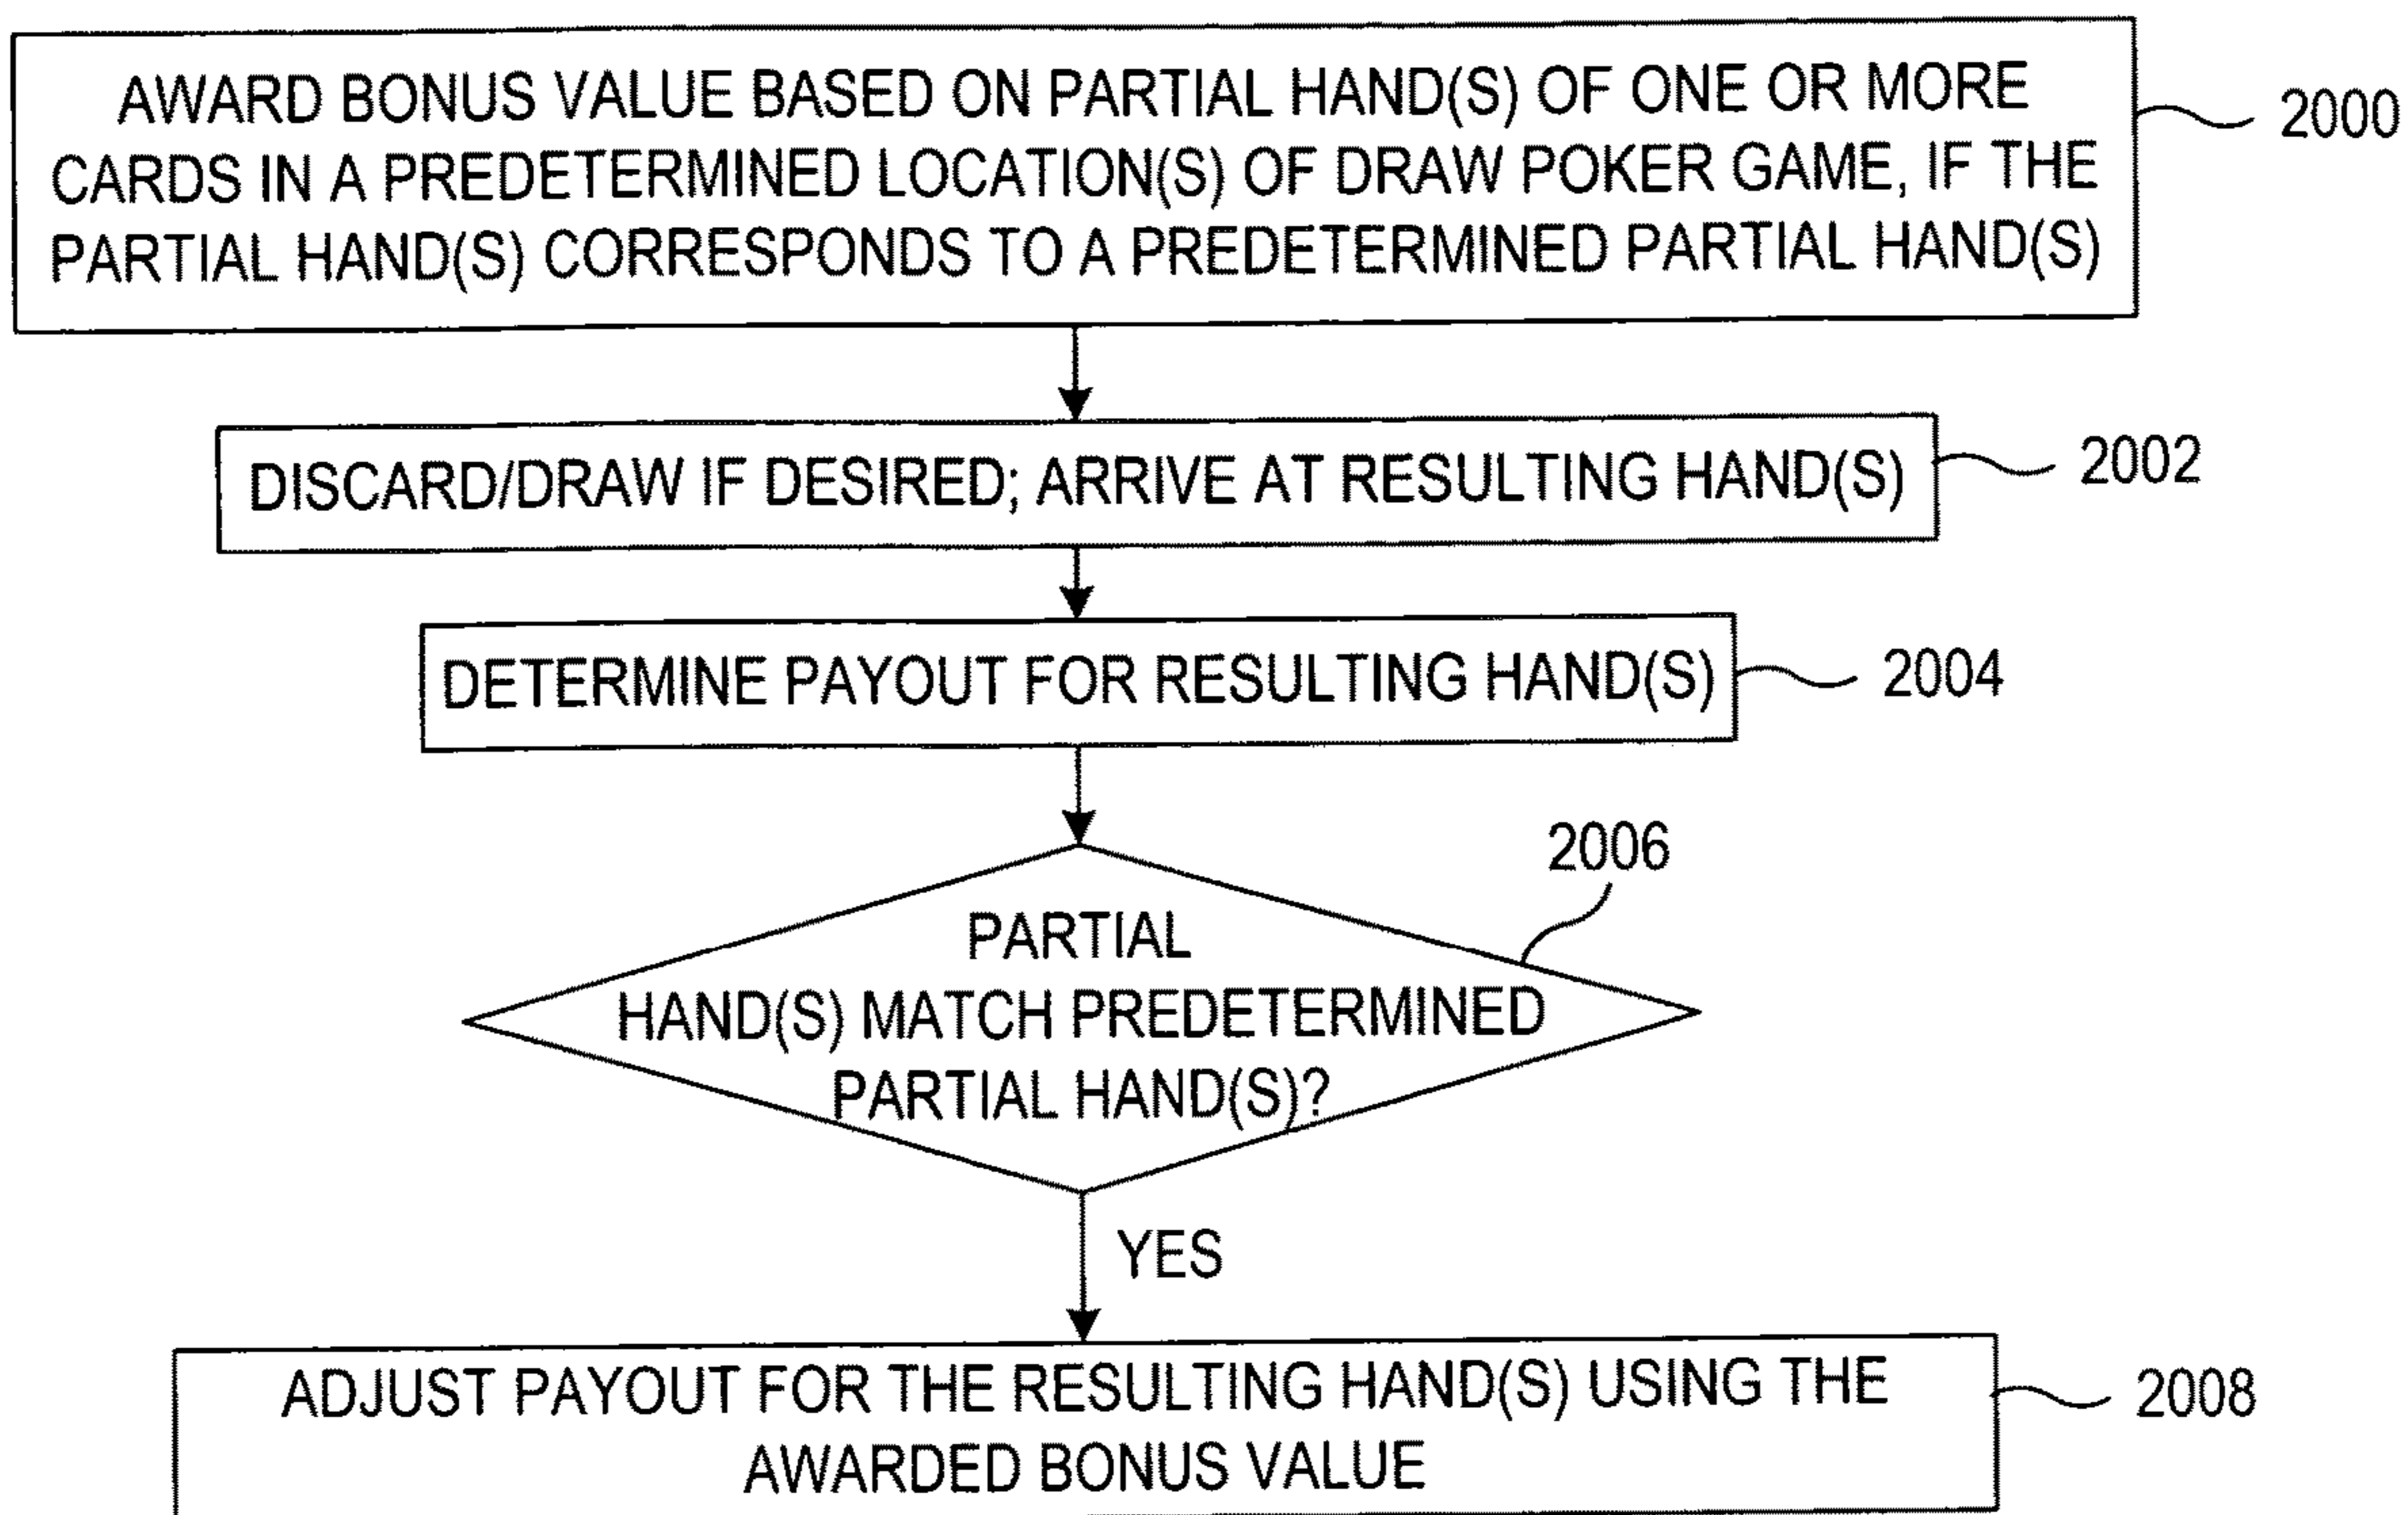 AWARD BONUS VALUE BASED ON PARTIAL HAND(S) OF ONE OR MORE
CARDS IN A PREDETERMINED LOCATION(S) OF DRAW POKER GAME, IF THE
PARTIAL HAND(S) CORRESPONDS TO A PREDETERMINED PARTIAL HAND(S)
2000
DISCARD/DRAW IF DESIRED; ARRIVE AT RESULTING HAND(S)
2002
DETERMINE PAYOUT FOR RESULTING HAND(S)
2004
2006
PARTIAL
HAND(S) MATCH PREDETERMINED
PARTIAL HAND(S)?
YES
ADJUST PAYOUT FOR THE RESULTING HAND(S) USING THE
AWARDED BONUS VALUE
2008